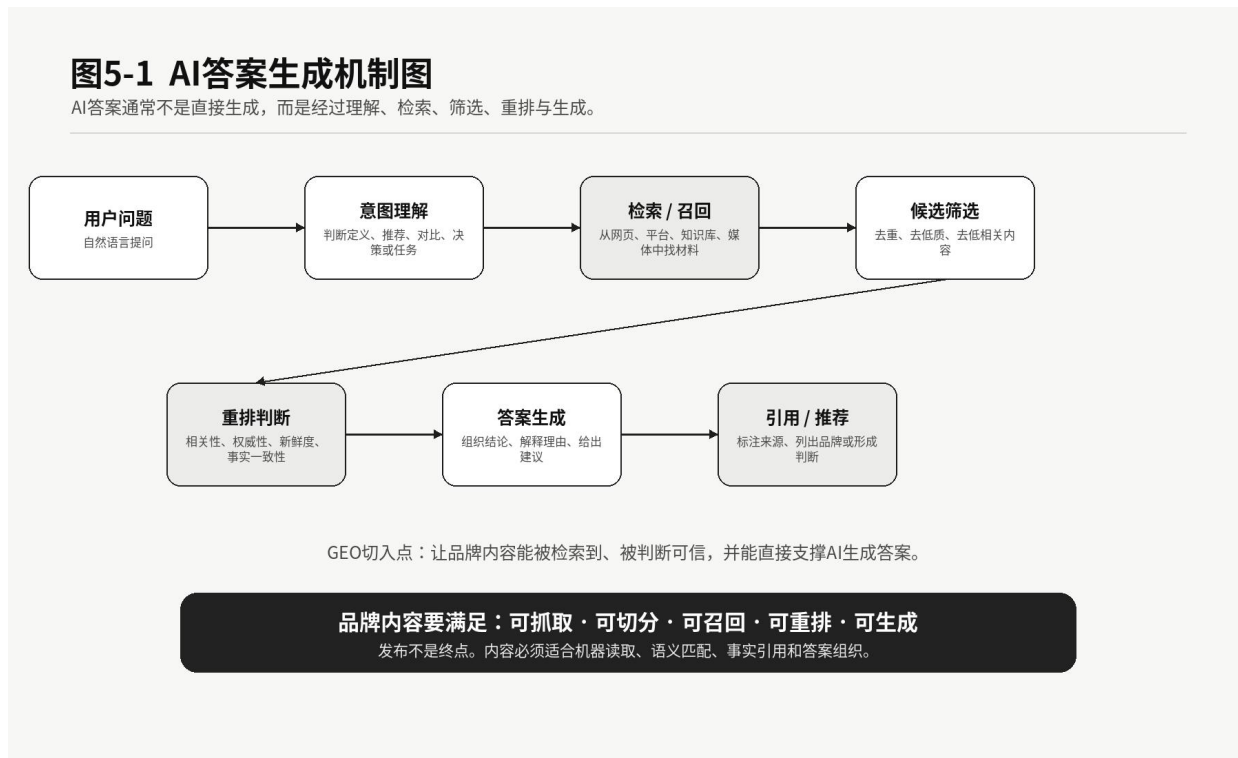 图5-1 AI答案生成机制图
AI答案通常不是直接生成，而是经过理解、检索、筛选、重排与生成。
用户问题
自然语言提问
意图理解
判断定义、推荐、对比、决
策或任务
检索 / 召回
从网页、平台、知识库、媒
体中找材料
候选筛选
去重、去低质、去低相关内
容
重排判断
相关性、权威性、新鲜度、
事实一致性
答案生成
组织结论、解释理由、给出
建议
引用 / 推荐
标注来源、列出品牌或形成
判断
GEO切入点：让品牌内容能被检索到、被判断可信，并能直接支撑AI生成答案。
品牌内容要满足：可抓取 · 可切分 · 可召回 · 可重排 · 可生成
发布不是终点。内容必须适合机器读取、语义匹配、事实引用和答案组织。